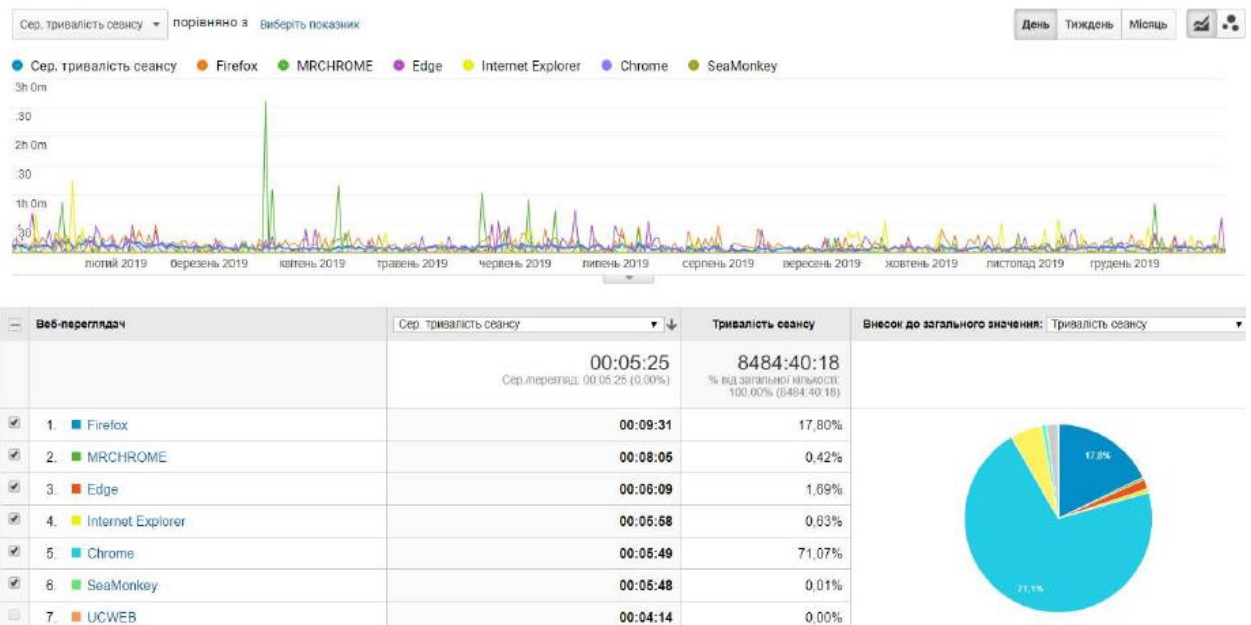 Сер. тривалість сеансу порівняно з Виберіть показник День Тиждень Місяць
Сер. тривалість сеансу Firefox MRCHROME Edge Internet Explorer Chrome SeaMonkey
3h 0m
:30
2h 0m
:30
1h 0m
:30
лютий 2019 березень 2019 квітень 2019 травень 2019 червень 2019 липень 2019 серпень 2019 вересень 2019 жовтень 2019 листопад 2019 грудень 2019
Веб-переглядач Сер. тривалість сеансу Тривалість сеансу Внесок до загального значення: Тривалість сеансу
00:05:25 8484:40:18
Сер./перегляд: 00:05:25 (0,00%) % від загальної кількості:
100,00% (8484:40:18)
1. Firefox 00:09:31 17,80%
2. MRCHROME 00:08:05 0,42%
3. Edge 00:06:09 1,69%
4. Internet Explorer 00:05:58 0,63%
5. Chrome 00:05:49 71,07%
6. SeaMonkey 00:05:48 0,01%
7. UCWEB 00:04:14 0,00%
17,8%
71,1%